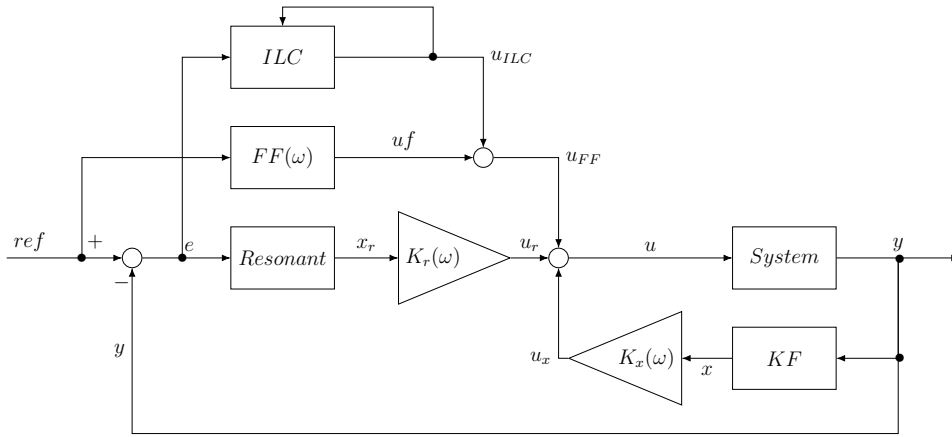 ILC
u_{ILC}
FF(ω)
uf
u_{FF}
ref
+
e
Resonant
x_r
K_r(ω)
u_r
u
System
y
−
y
u_x
K_x(ω)
x
KF